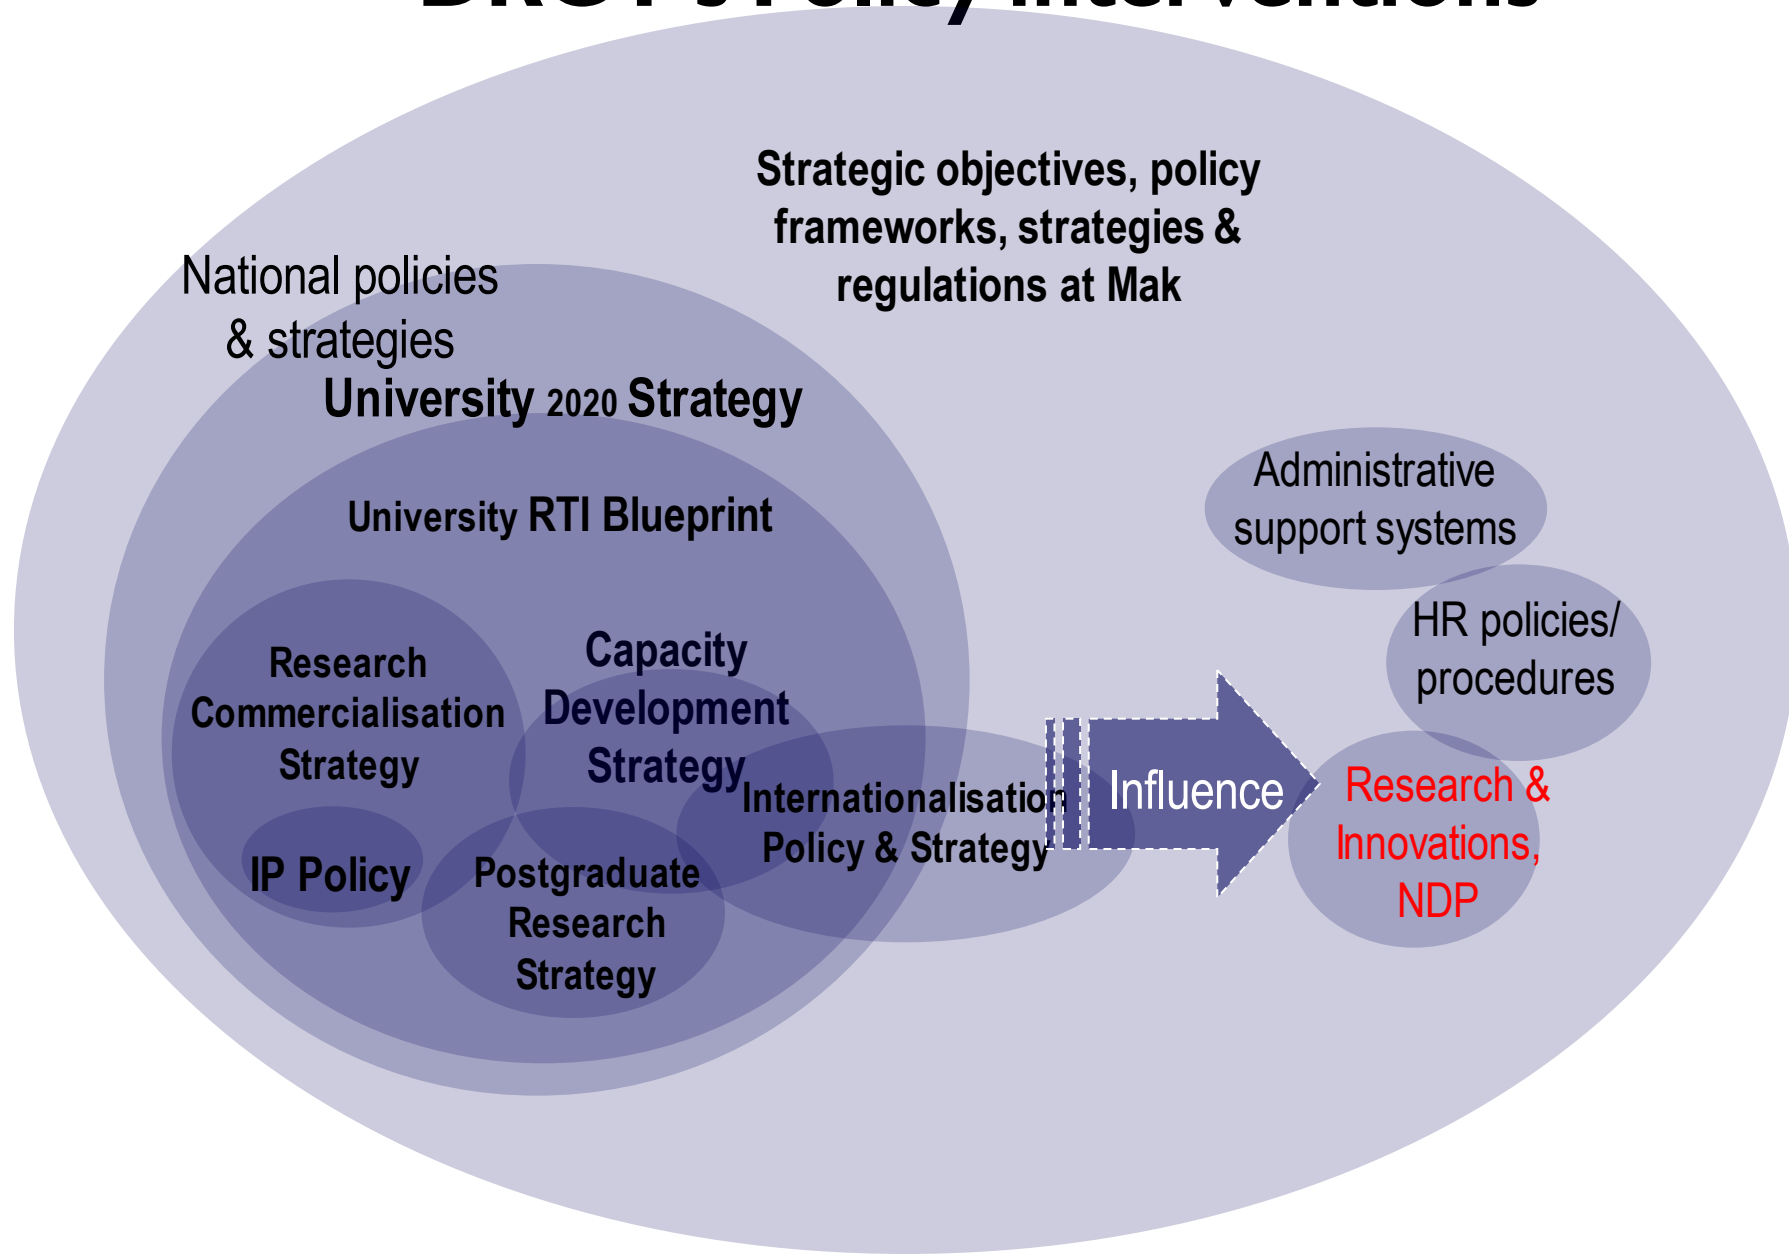 Policy
Strategic objectives, policy
frameworks, strategies &
regulations at Mak
National policies
& strategies
University 2020 Strategy
University RTI Blueprint
Administrative
support systems
HR policies/
procedures
Research
Commercialisation
Strategy
Capacity
Development
Strategy
Internationalisation
Policy & Strategy
Influence
Research &
Innovations,
NDP
IP Policy
Postgraduate
Research
Strategy